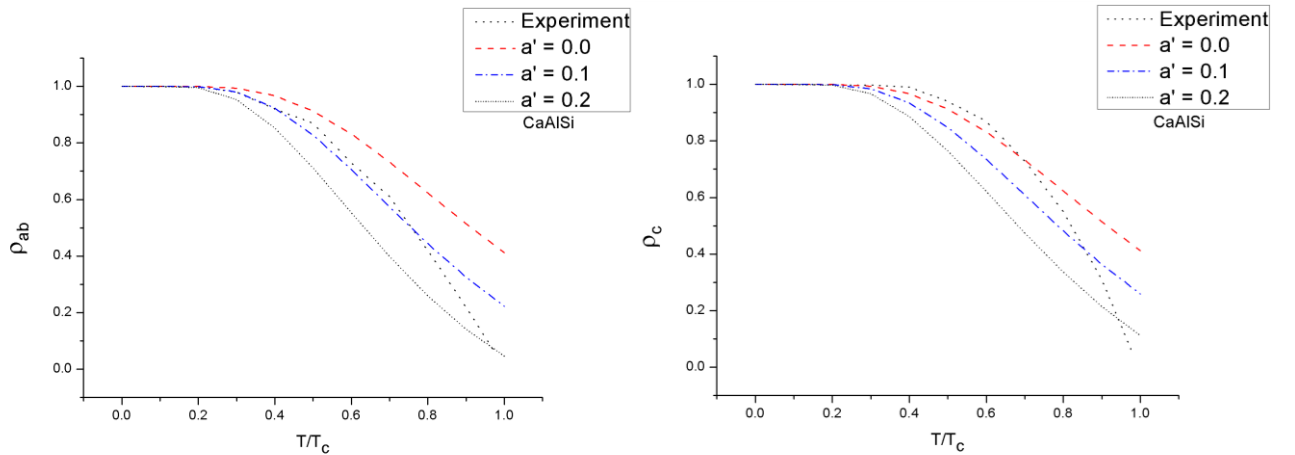 Experiment
a' = 0.0
a' = 0.1
a' = 0.2
CaAlSi
1.0
0.8
0.6
0.4
0.2
0.0
ρab
0.0 0.2 0.4 0.6 0.8 1.0
T/Tc
Experiment
a' = 0.0
a' = 0.1
a' = 0.2
CaAlSi
1.0
0.8
0.6
0.4
0.2
0.0
ρc
0.0 0.2 0.4 0.6 0.8 1.0
T/Tc